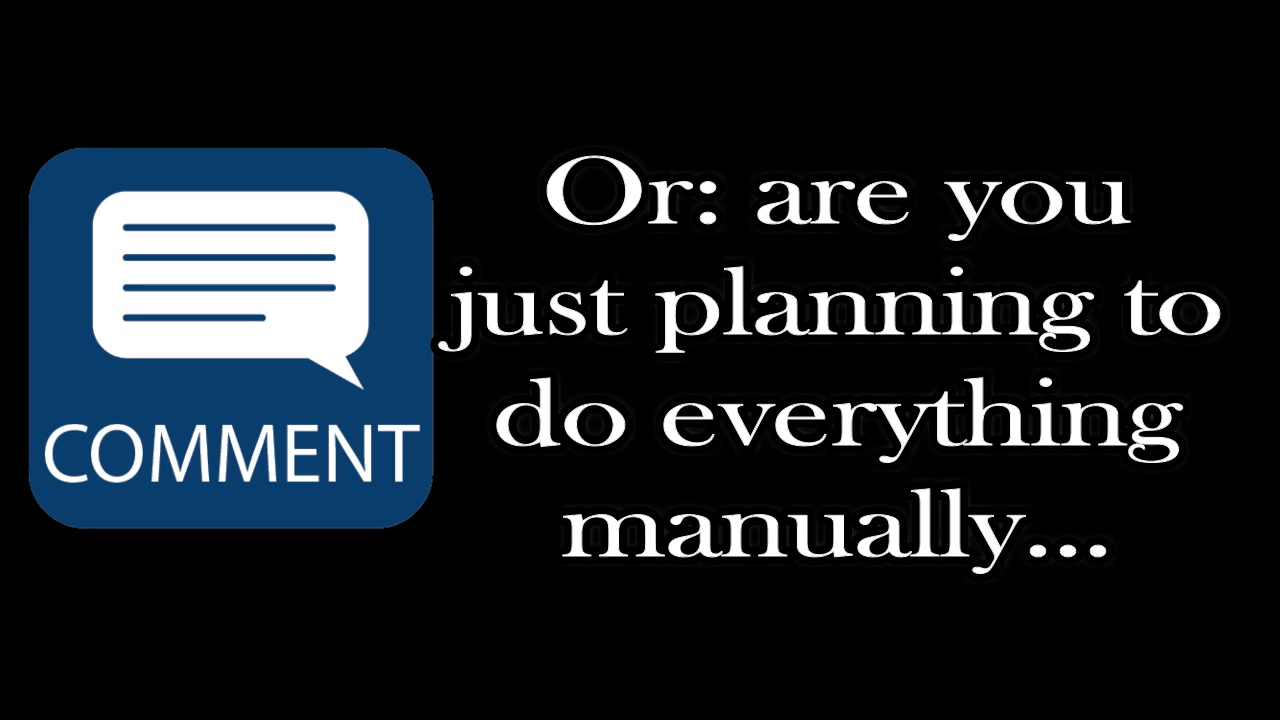 COMMENT
Or: are you
just planning to
do everything
manually...